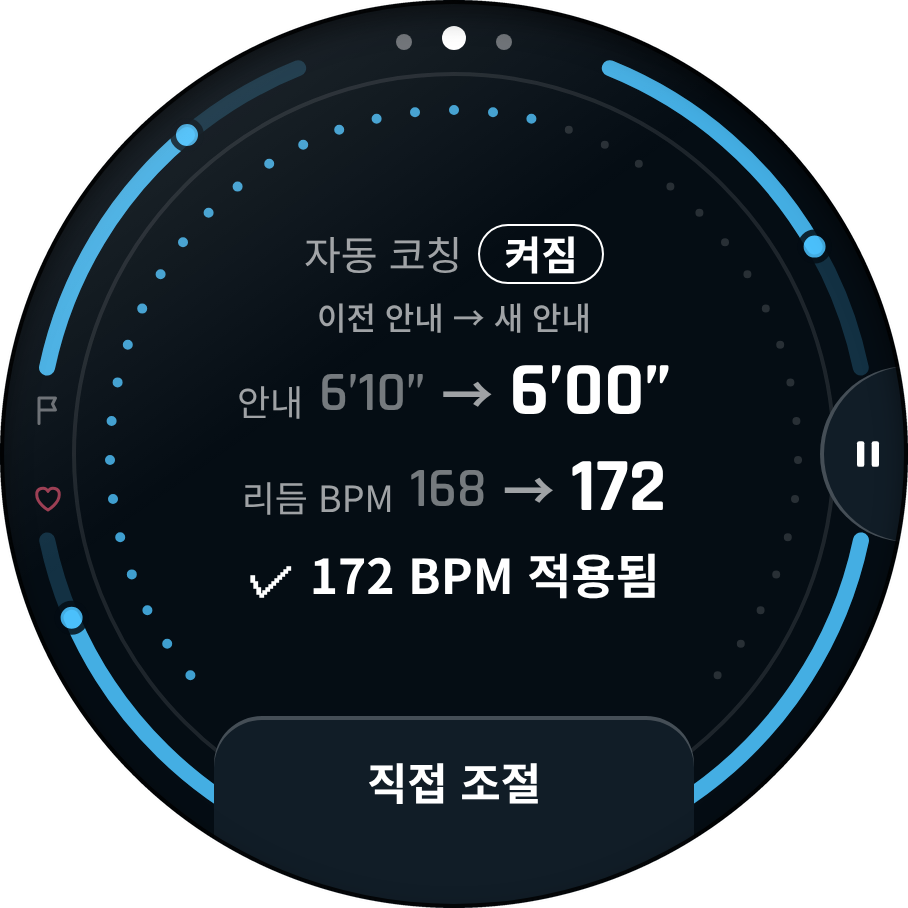 자동 코칭 켜짐
이전 안내 → 새 안내
안내 6′10″ → 6′00″
리듬 BPM 168 → 172
✓ 172 BPM 적용됨
직접 조절